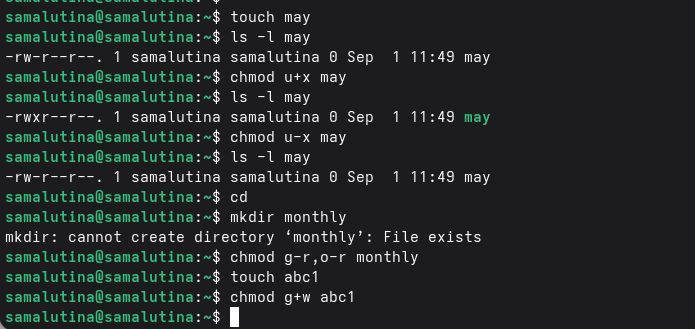 samalutina@samalutina:~$ touch may
samalutina@samalutina:~$ ls -l may
-rw-r--r--. 1 samalutina samalutina 0 Sep  1 11:49 may
samalutina@samalutina:~$ chmod u+x may
samalutina@samalutina:~$ ls -l may
-rwxr--r--. 1 samalutina samalutina 0 Sep  1 11:49 may
samalutina@samalutina:~$ chmod u-x may
samalutina@samalutina:~$ ls -l may
-rw-r--r--. 1 samalutina samalutina 0 Sep  1 11:49 may
samalutina@samalutina:~$ cd
samalutina@samalutina:~$ mkdir monthly
mkdir: cannot create directory ‘monthly’: File exists
samalutina@samalutina:~$ chmod g-r,o-r monthly
samalutina@samalutina:~$ touch abc1
samalutina@samalutina:~$ chmod g+w abc1
samalutina@samalutina:~$